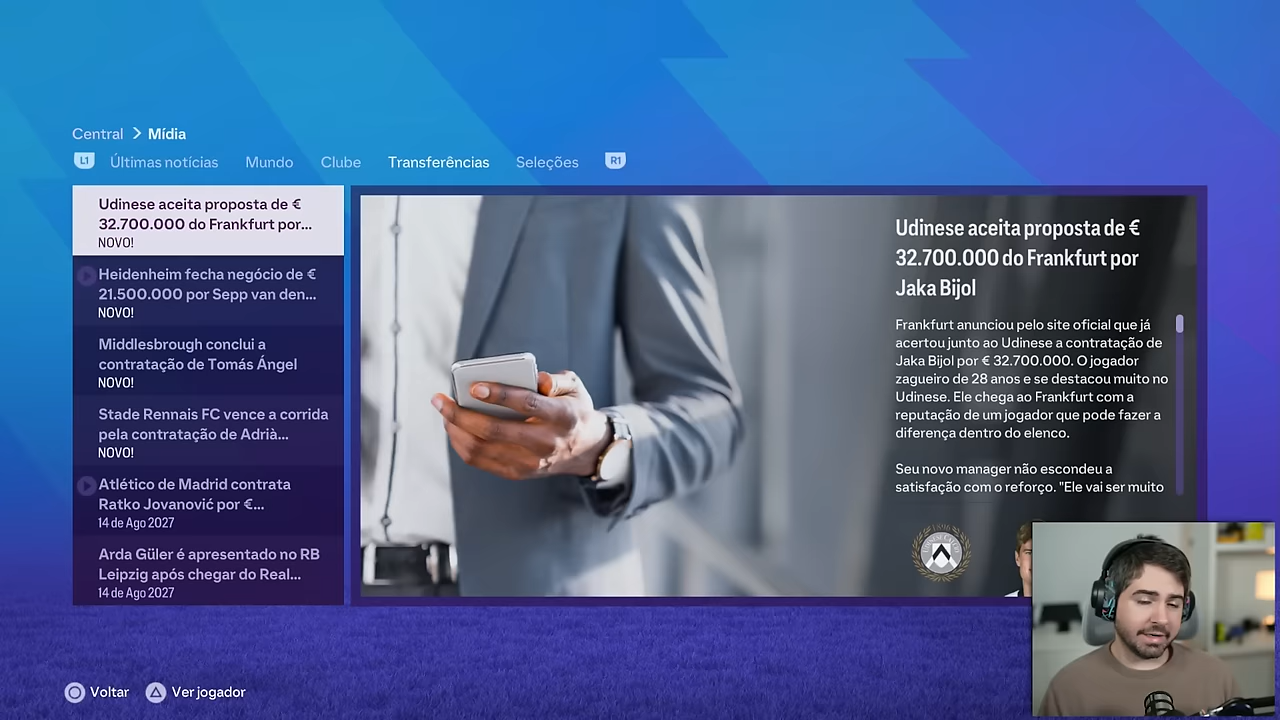 Central > Mídia
L1 Últimas notícias Mundo Clube Transferências Seleções R1
Udinese aceita proposta de €
32.700.000 do Frankfurt por...
NOVO!
Heidenheim fecha negócio de €
21.500.000 por Sepp van den...
NOVO!
Middlesbrough conclui a
contratação de Tomás Ángel
NOVO!
Stade Rennais FC vence a corrida
pela contratação de Adrià...
NOVO!
Atlético de Madrid contrata
Ratko Jovanović por €...
14 de Ago 2027
Arda Güler é apresentado no RB
Leipzig após chegar do Real...
14 de Ago 2027
Udinese aceita proposta de €
32.700.000 do Frankfurt por
Jaka Bijol
Frankfurt anunciou pelo site oficial que já
acertou junto ao Udinese a contratação de
Jaka Bijol por € 32.700.000. O jogador
zagueiro de 28 anos e se destacou muito no
Udinese. Ele chega ao Frankfurt com a
reputação de um jogador que pode fazer a
diferença dentro do elenco.
Seu novo manager não escondeu a
satisfação com o reforço. "Ele vai ser muito
Voltar Ver jogador